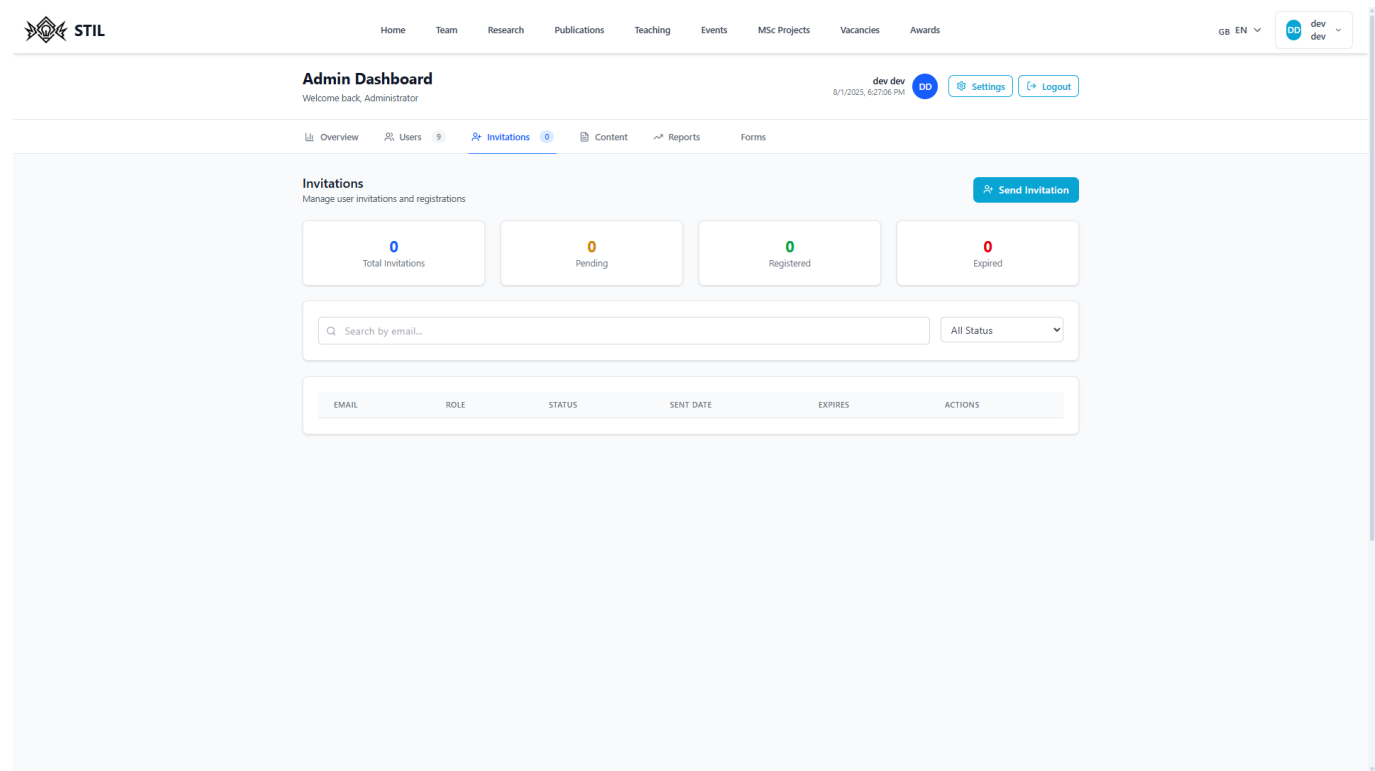 STIL
Home Team Research Publications Teaching Events MSc Projects Vacancies Awards
GB EN
DD
dev
dev
Admin Dashboard
Welcome back, Administrator
dev dev
8/1/2025, 6:27:06 PM
DD
Settings
Logout
Overview Users 9 Invitations 0 Content Reports Forms
Invitations
Manage user invitations and registrations
Send Invitation
0
Total Invitations
0
Pending
0
Registered
0
Expired
Search by email...
All Status
EMAIL ROLE STATUS SENT DATE EXPIRES ACTIONS